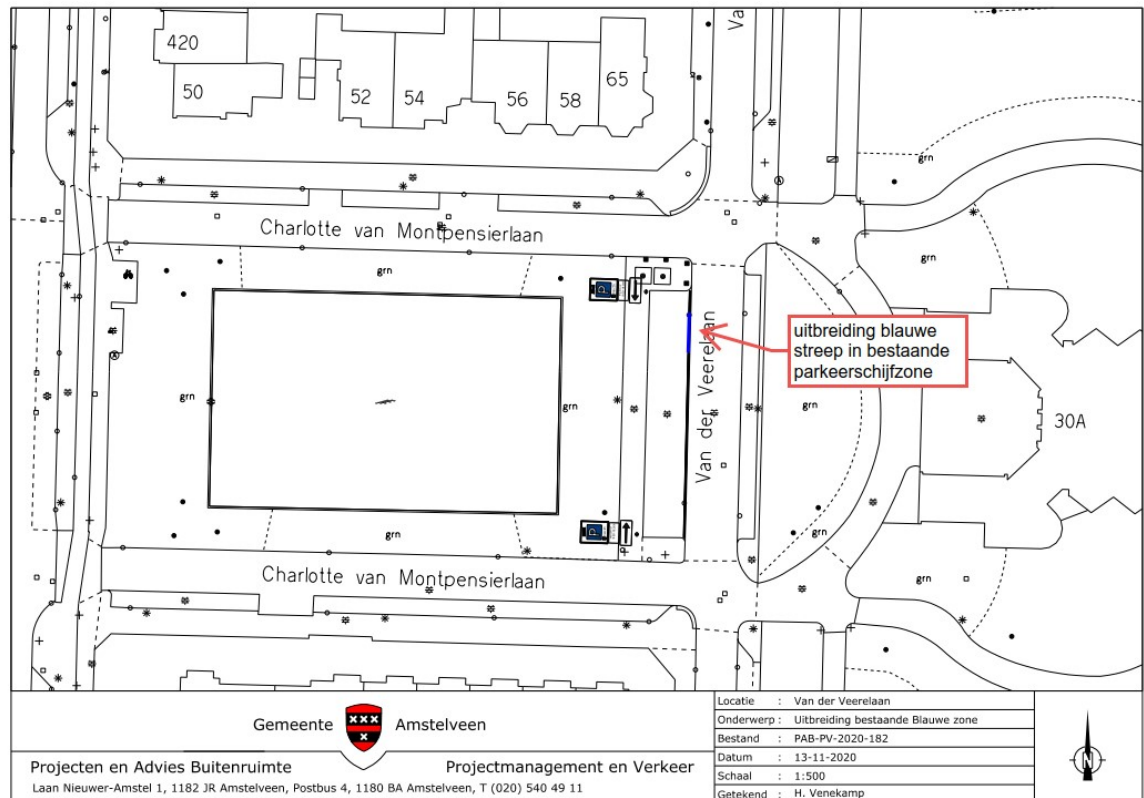 Va
420
50
52
54
56
58
65
grn
Charlotte van Montpensierlaan
grn
grn
uitbreiding blauwe
streep in bestaande
parkeerschijfzone
Van der Veerelaan
grn
grn
grn
30A
grn
grn
Charlotte van Montpensierlaan
grn
Gemeente Amstelveen
Projecten en Advies Buitenruimte
Projectmanagement en Verkeer
Laan Nieuwer-Amstel 1, 1182 JR Amstelveen, Postbus 4, 1180 BA Amstelveen, T (020) 540 49 11
Locatie : Van der Veerelaan
Onderwerp : Uitbreiding bestaande Blauwe zone
Bestand : PAB-PV-2020-182
Datum : 13-11-2020
Schaal : 1:500
Getekend : H. Venekamp
N